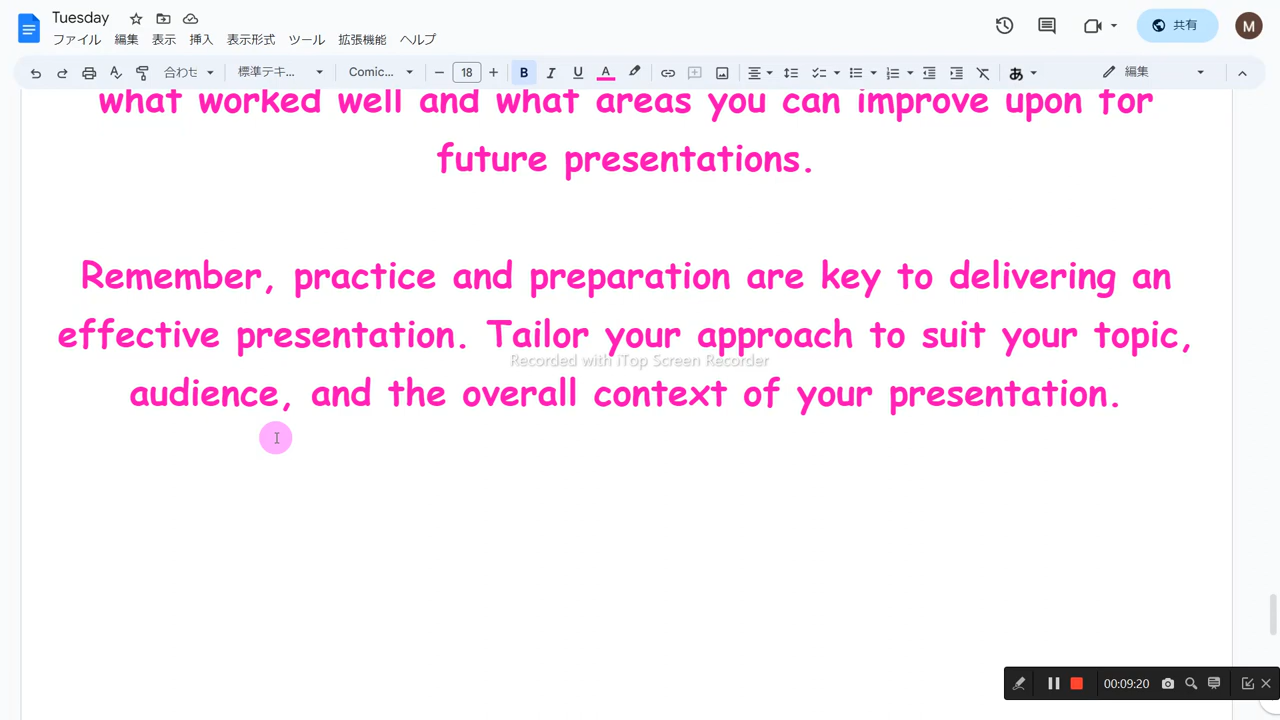 Tuesday
ファイル 編集 表示 挿入 表示形式 ツール 拡張機能 ヘルプ
共有
M
合わせ 標準テキ... Comic... 18 B I U A あ 編集
what worked well and what areas you can improve upon for
future presentations.
Remember, practice and preparation are key to delivering an
effective presentation. Tailor your approach to suit your topic,
Recorded with iTop Screen Recorder
audience, and the overall context of your presentation.
00:09:20